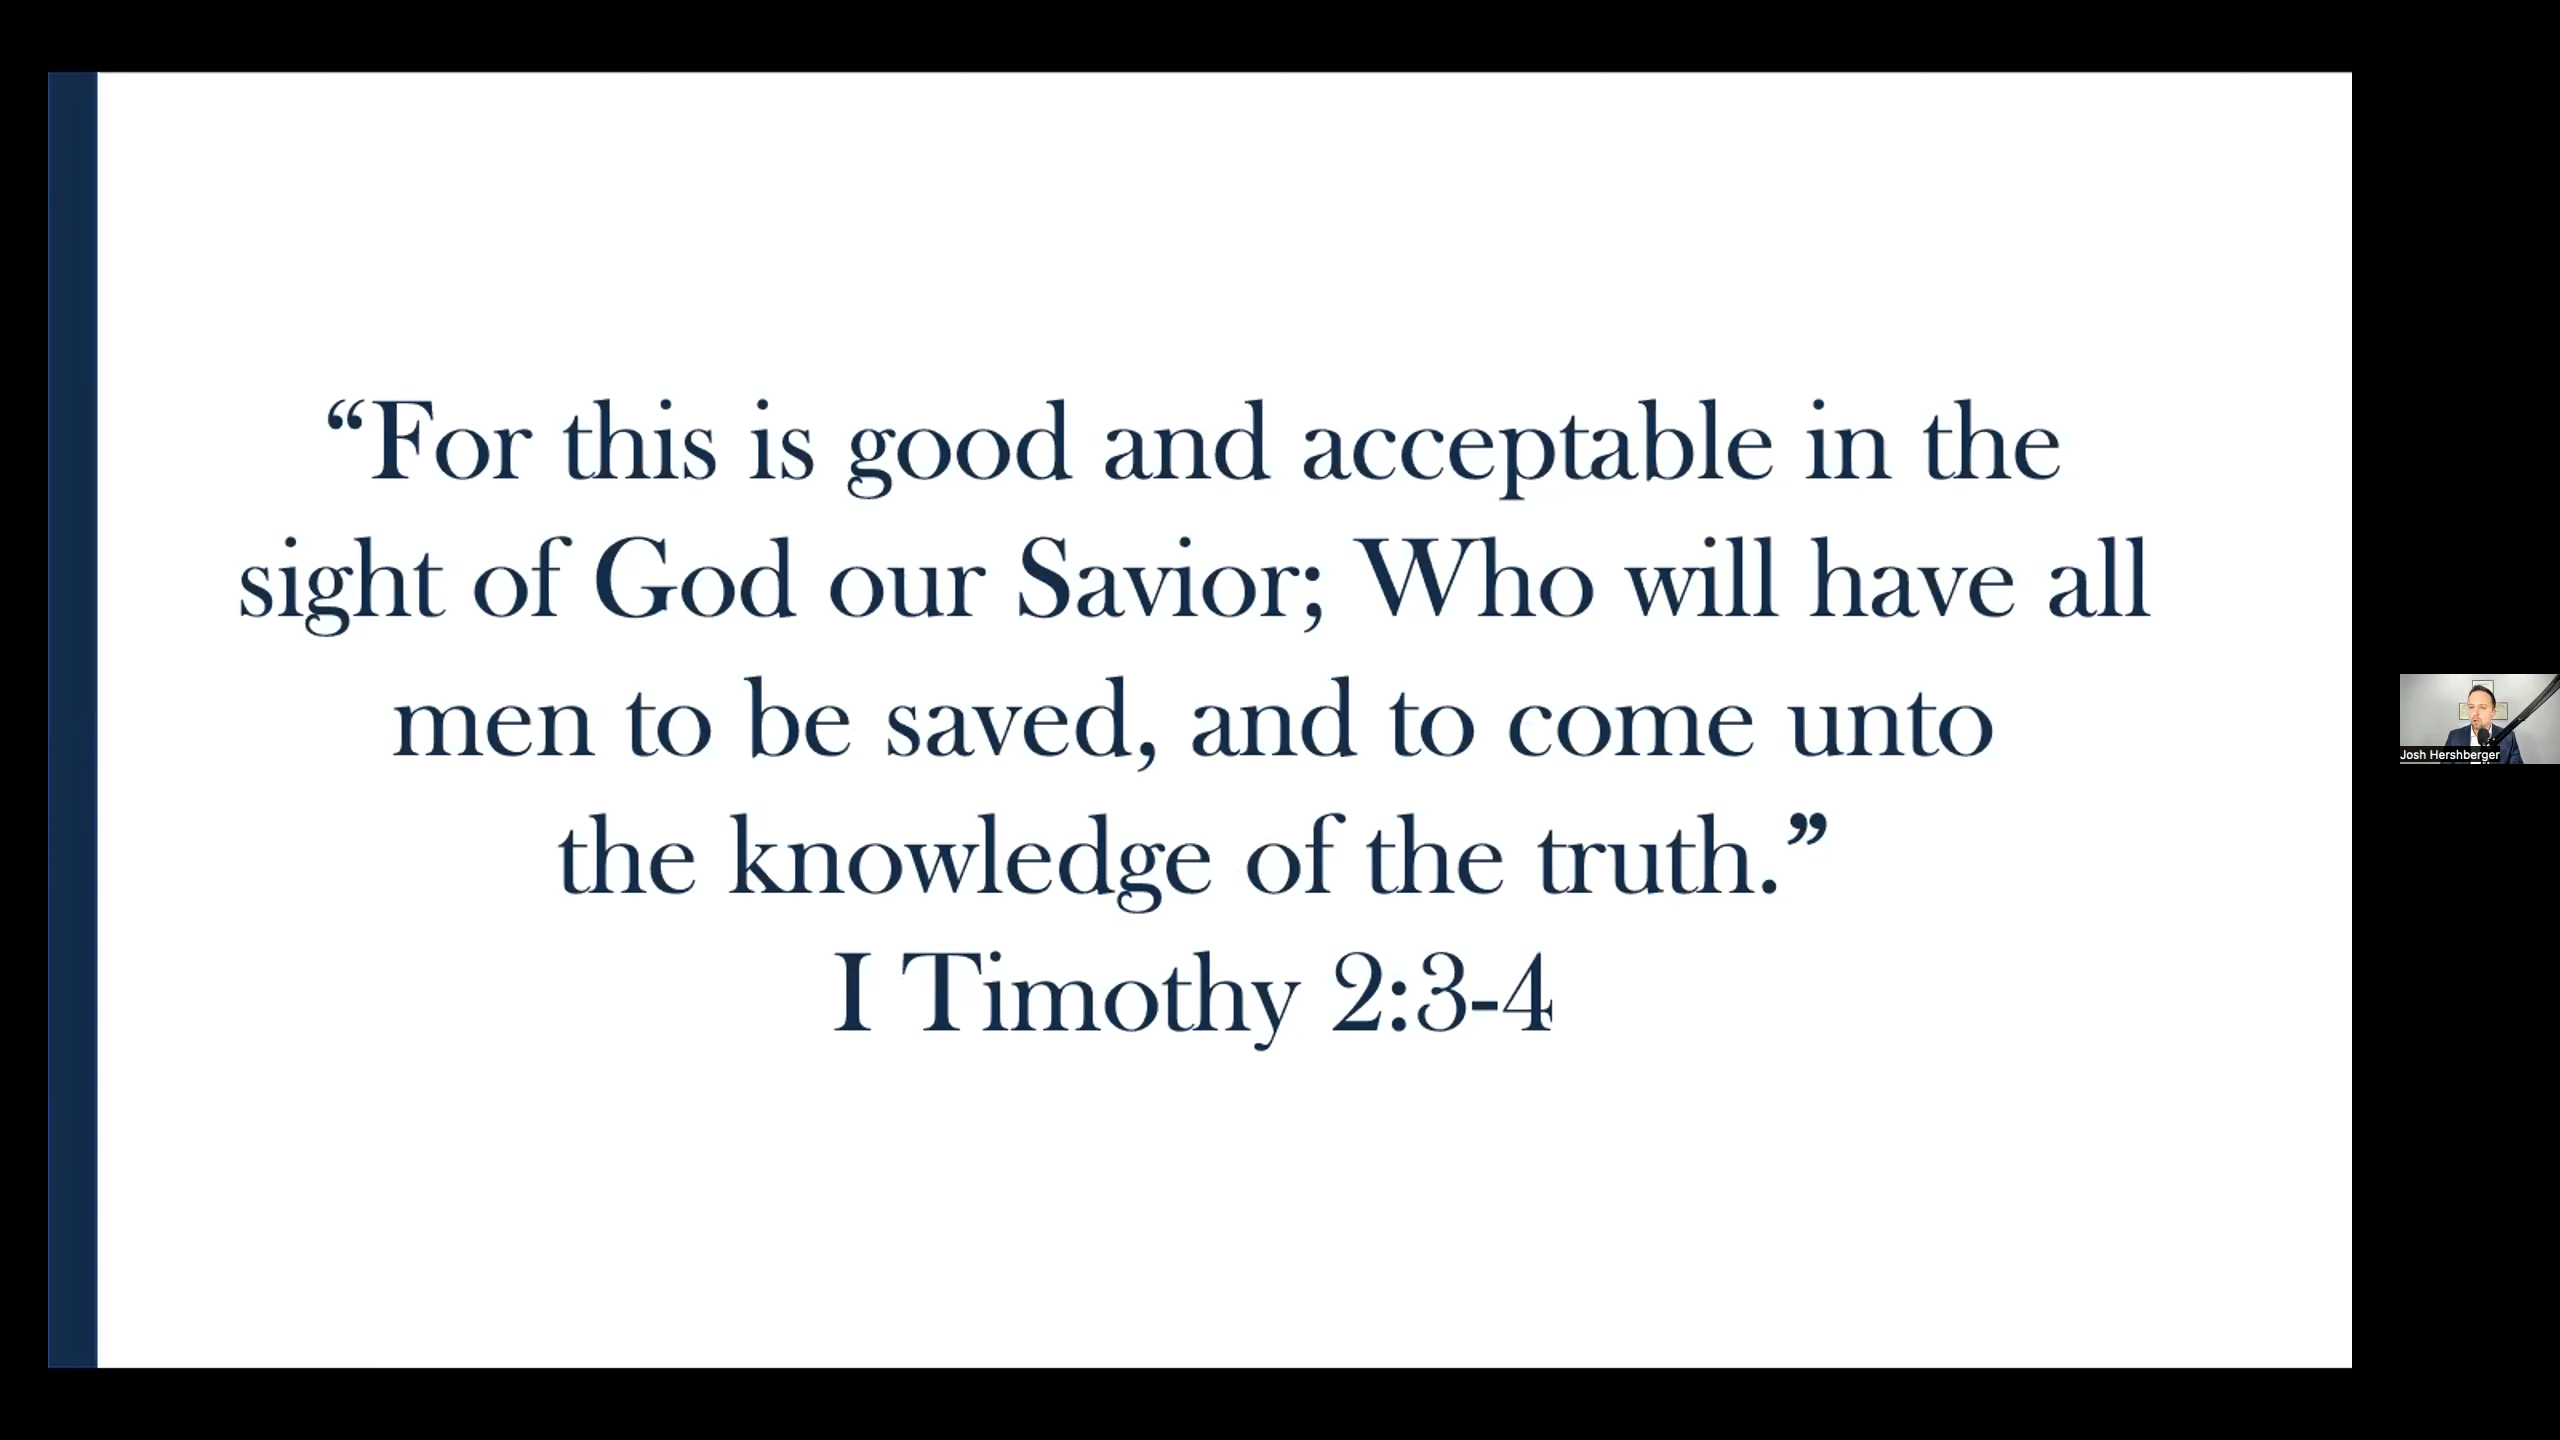 “For this is good and acceptable in the
sight of God our Savior; Who will have all
men to be saved, and to come unto
the knowledge of the truth.”
I Timothy 2:3-4
Josh Hershberger